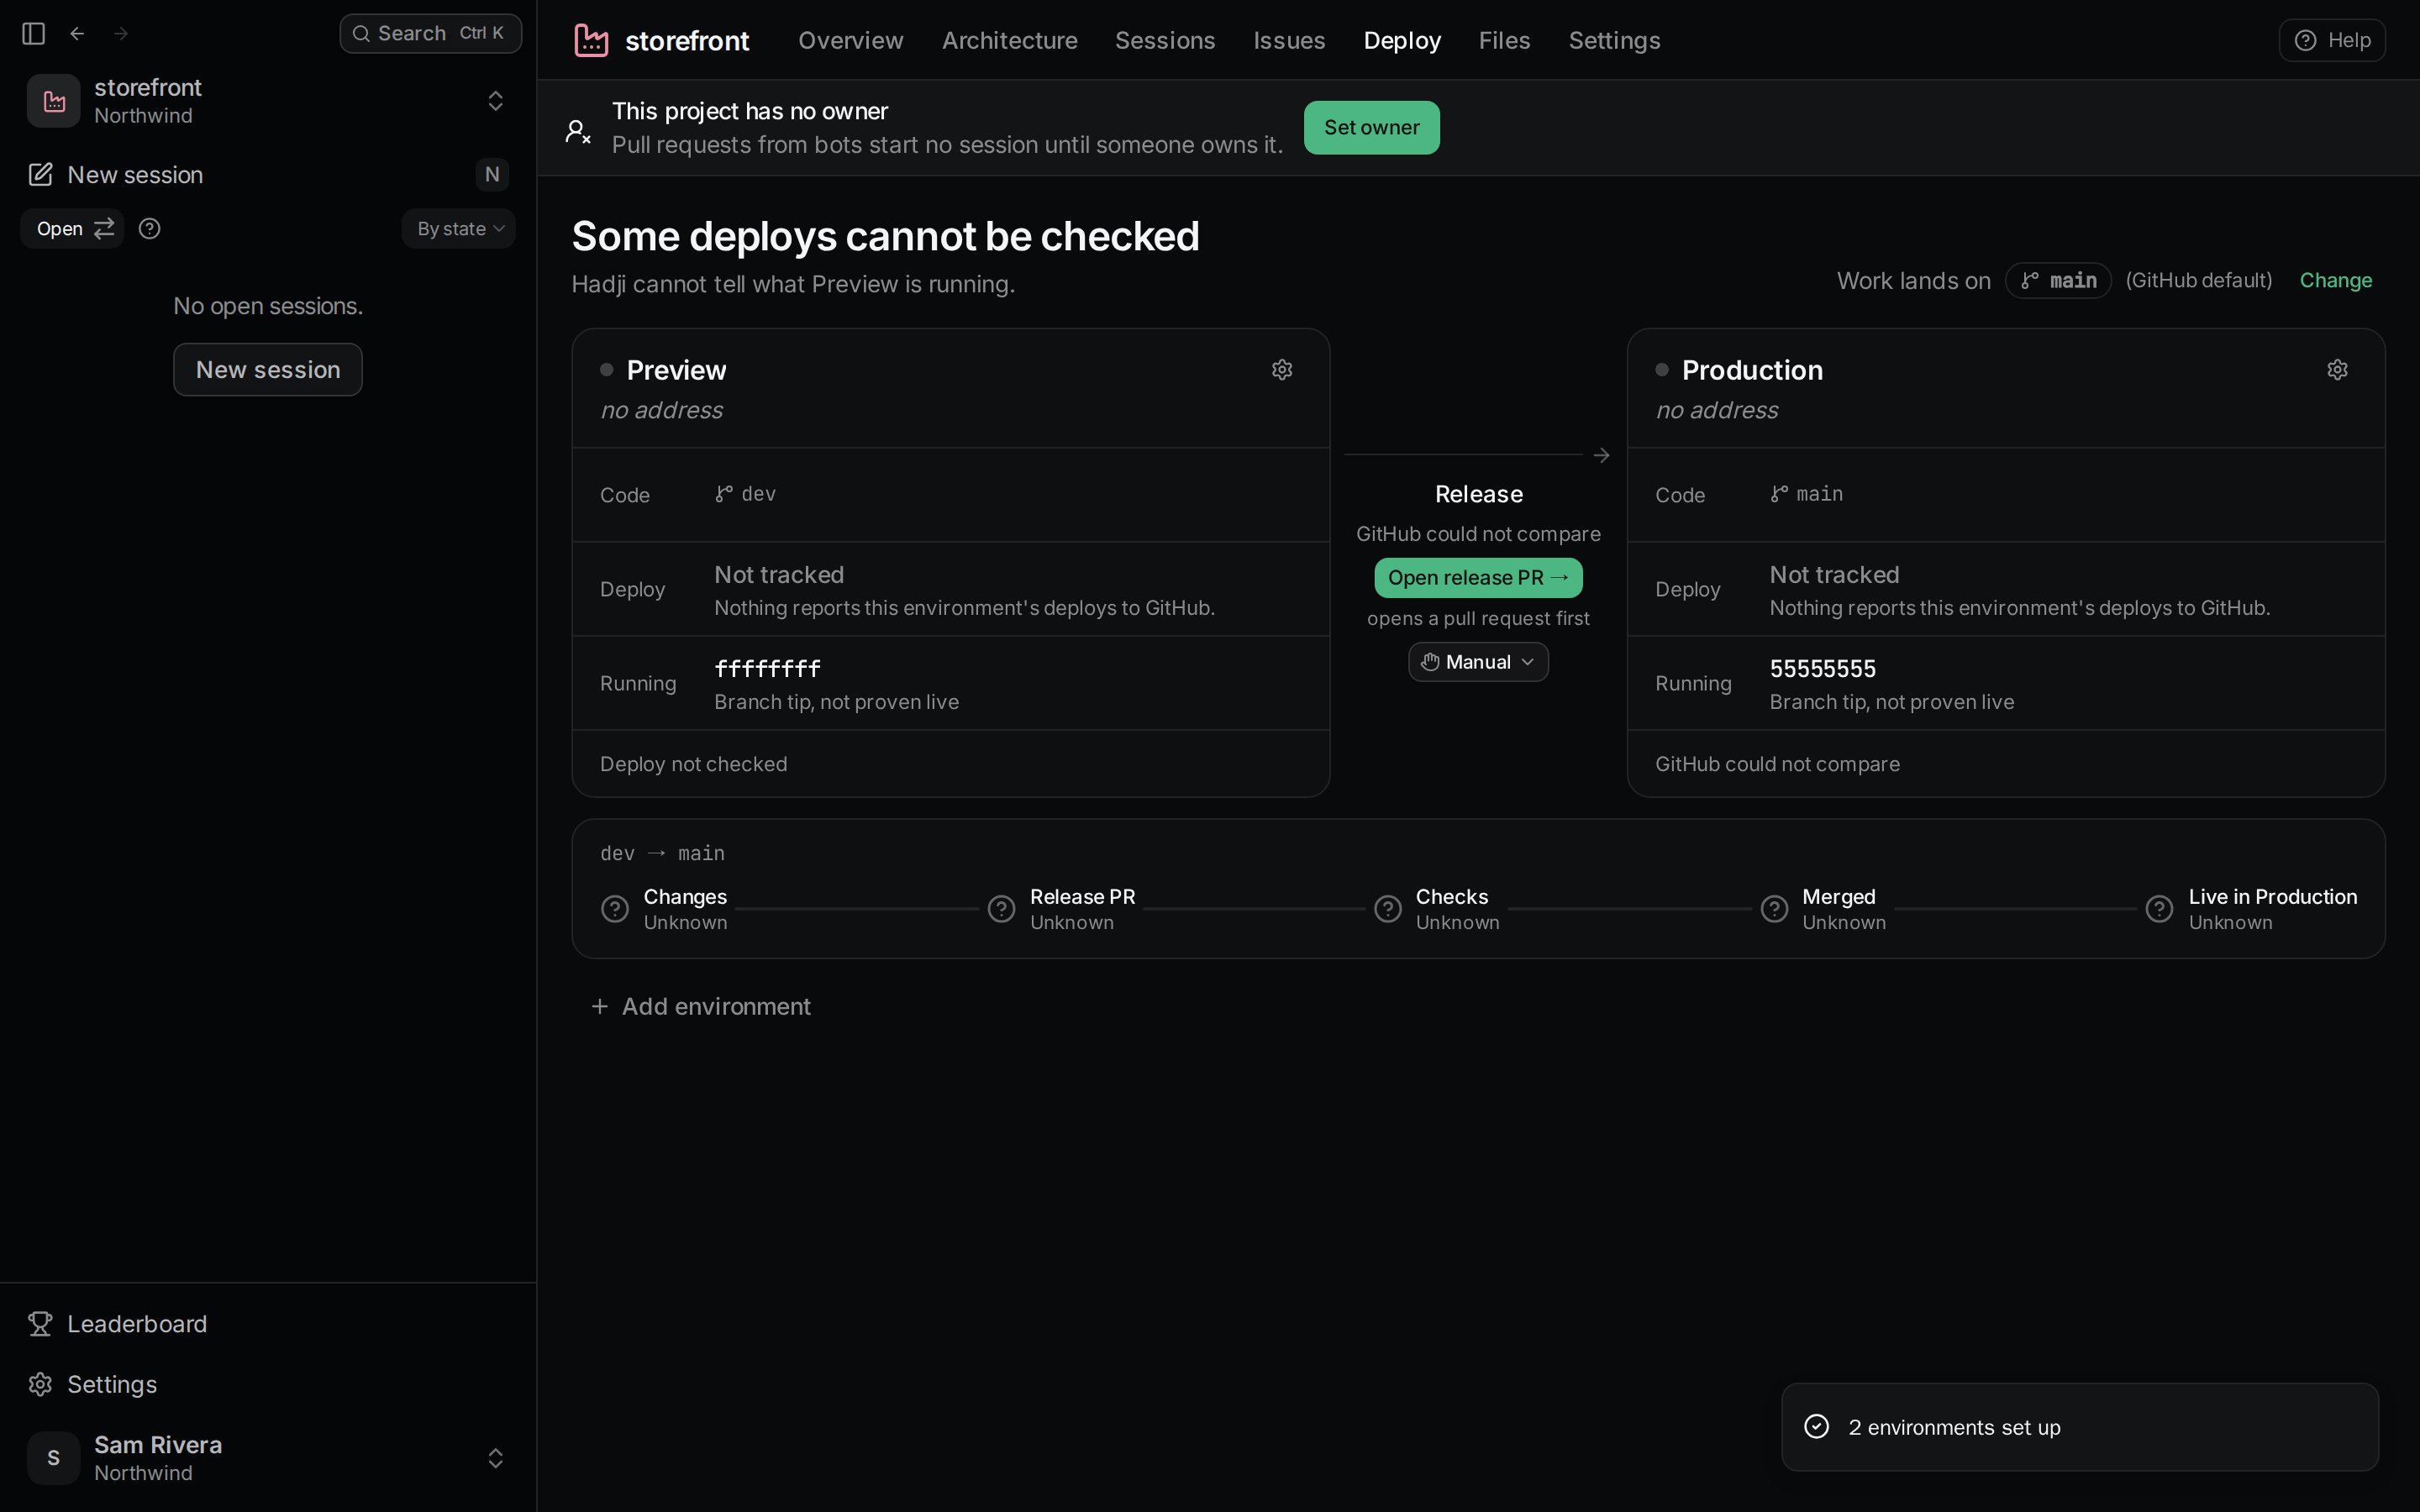 Search Ctrl K
storefront
Northwind
New session N
Open
By state
No open sessions.
New session
Leaderboard
Settings
S
Sam Rivera
Northwind
storefront
Overview
Architecture
Sessions
Issues
Deploy
Files
Settings
Help
This project has no owner
Pull requests from bots start no session until someone owns it.
Set owner
Some deploys cannot be checked
Hadji cannot tell what Preview is running.
Work lands on main (GitHub default) Change
Preview
no address
Code dev
Deploy
Not tracked
Nothing reports this environment's deploys to GitHub.
Running
ffffffff
Branch tip, not proven live
Deploy not checked
Release
GitHub could not compare
Open release PR →
opens a pull request first
Manual
Production
no address
Code main
Deploy
Not tracked
Nothing reports this environment's deploys to GitHub.
Running
55555555
Branch tip, not proven live
GitHub could not compare
dev → main
Changes
Unknown
Release PR
Unknown
Checks
Unknown
Merged
Unknown
Live in Production
Unknown
Add environment
2 environments set up